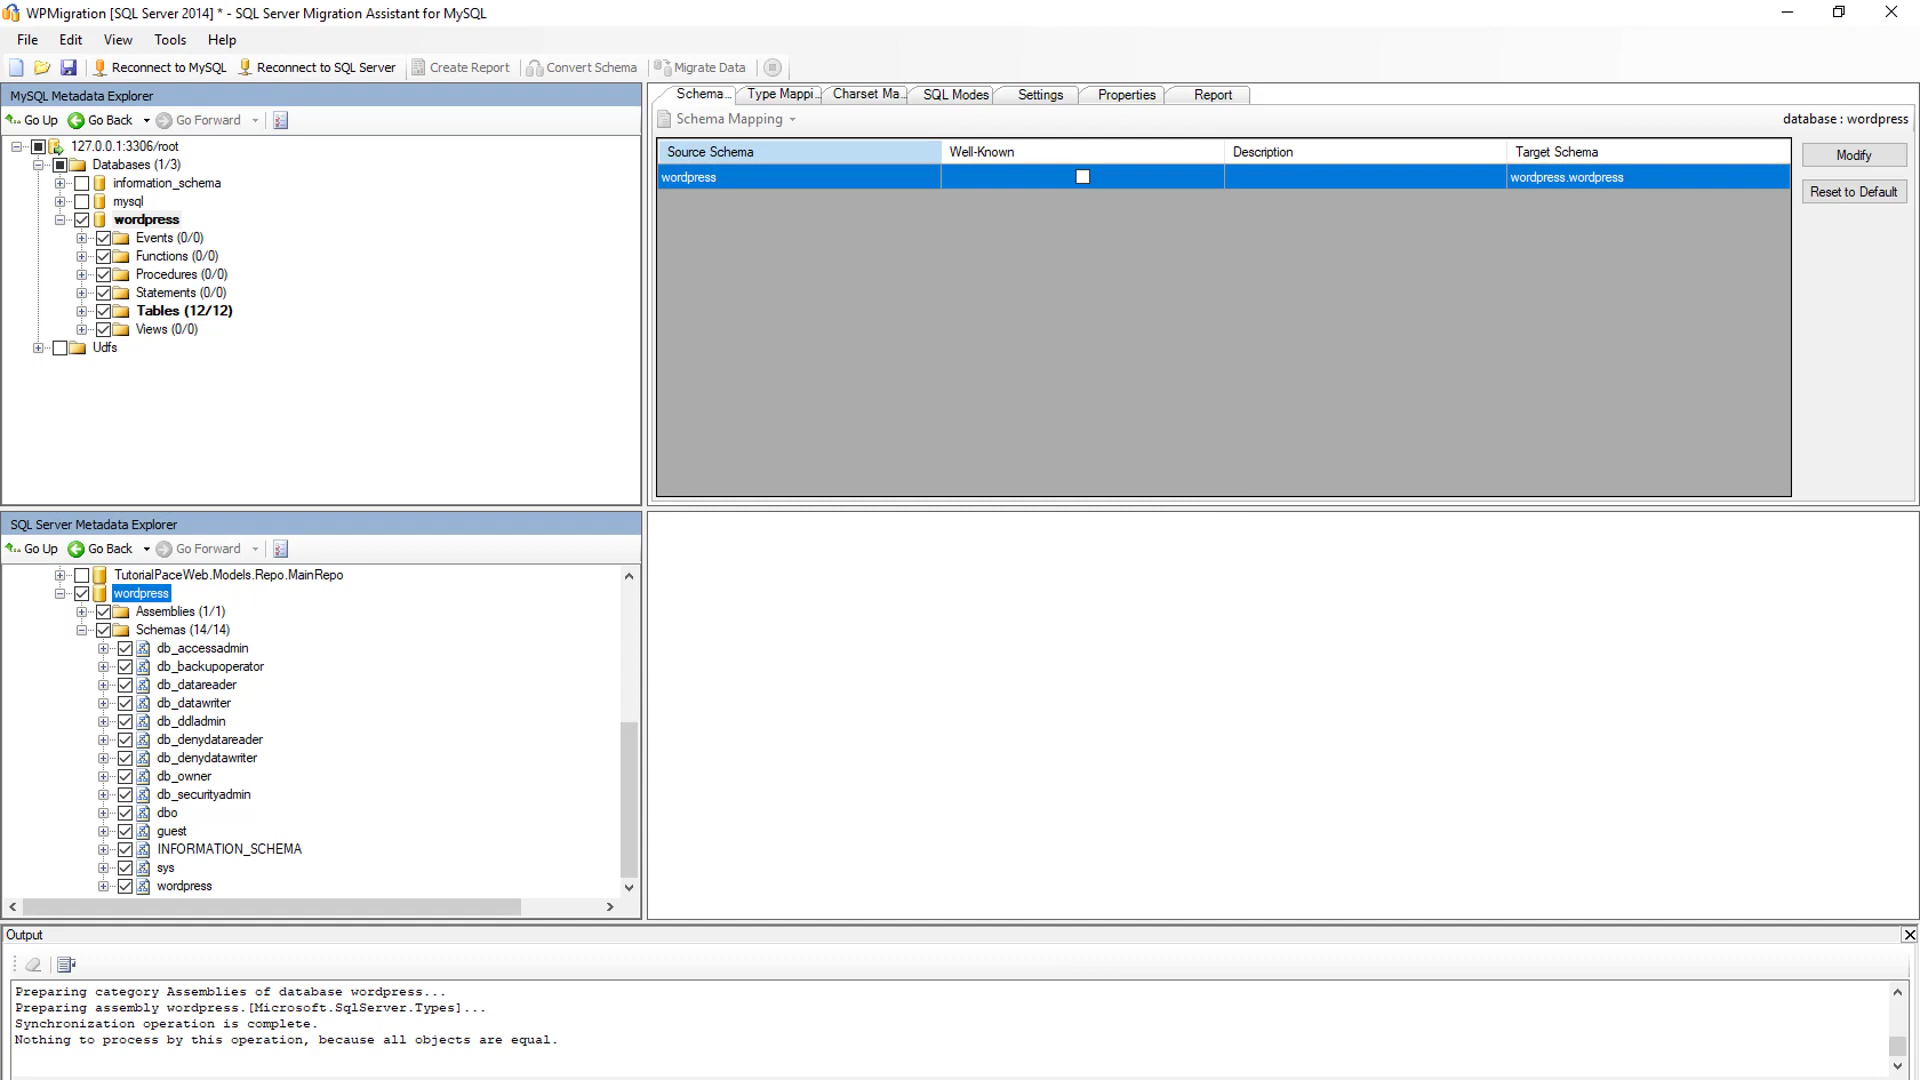 WPMigration [SQL Server 2014] * - SQL Server Migration Assistant for MySQL
File Edit View Tools Help
Reconnect to MySQL Reconnect to SQL Server Create Report Convert Schema Migrate Data
MySQL Metadata Explorer
Go Up Go Back Go Forward
127.0.0.1:3306/root
Databases (1/3)
information_schema
mysql
wordpress
Events (0/0)
Functions (0/0)
Procedures (0/0)
Statements (0/0)
Tables (12/12)
Views (0/0)
Udfs
Schema... Type Mappi... Charset Ma... SQL Modes Settings Properties Report
Schema Mapping database : wordpress
Source Schema Well-Known Description Target Schema
wordpress wordpress.wordpress
Modify
Reset to Default
SQL Server Metadata Explorer
Go Up Go Back Go Forward
TutorialPaceWeb.Models.Repo.MainRepo
wordpress
Assemblies (1/1)
Schemas (14/14)
db_accessadmin
db_backupoperator
db_datareader
db_datawriter
db_ddladmin
db_denydatareader
db_denydatawriter
db_owner
db_securityadmin
dbo
guest
INFORMATION_SCHEMA
sys
wordpress
Output
Preparing category Assemblies of database wordpress...
Preparing assembly wordpress.[Microsoft.SqlServer.Types]...
Synchronization operation is complete.
Nothing to process by this operation, because all objects are equal.